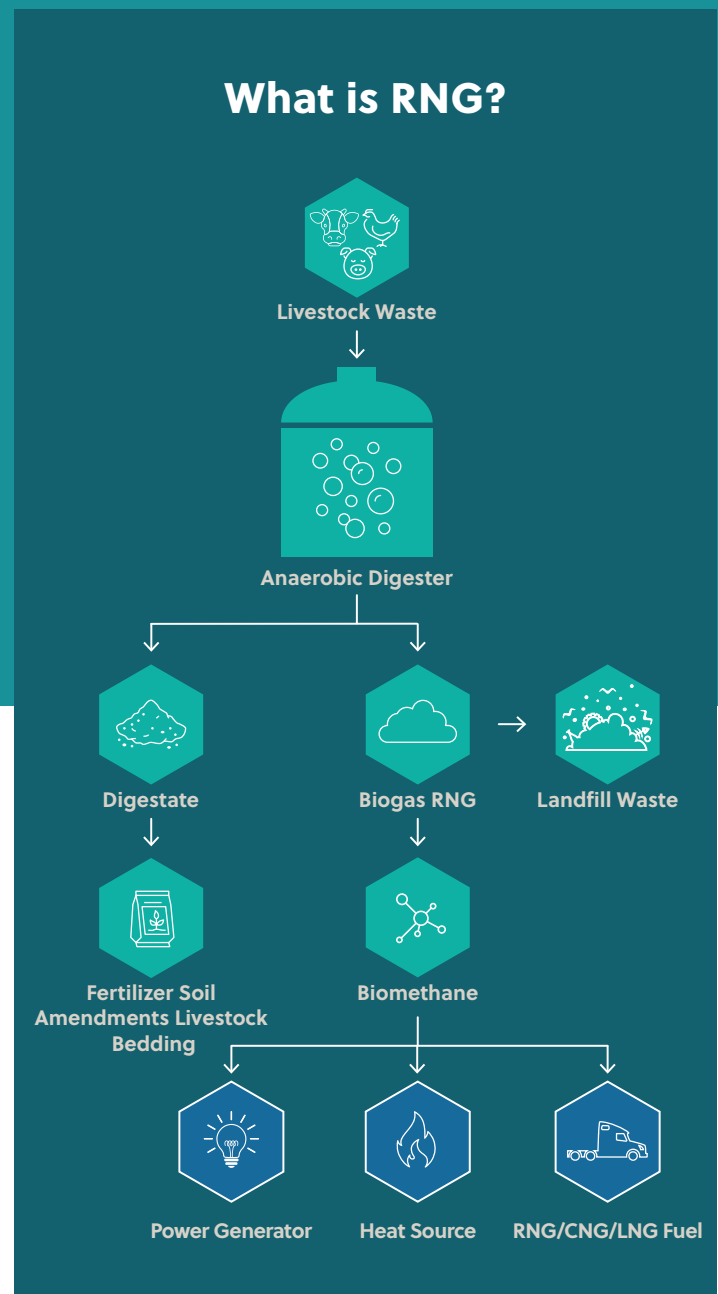 What is RNG?
Livestock Waste
Anaerobic Digester
Digestate
Biogas RNG
Landfill Waste
Fertilizer Soil
Amendments Livestock
Bedding
Biomethane
Power Generator
Heat Source
RNG/CNG/LNG Fuel